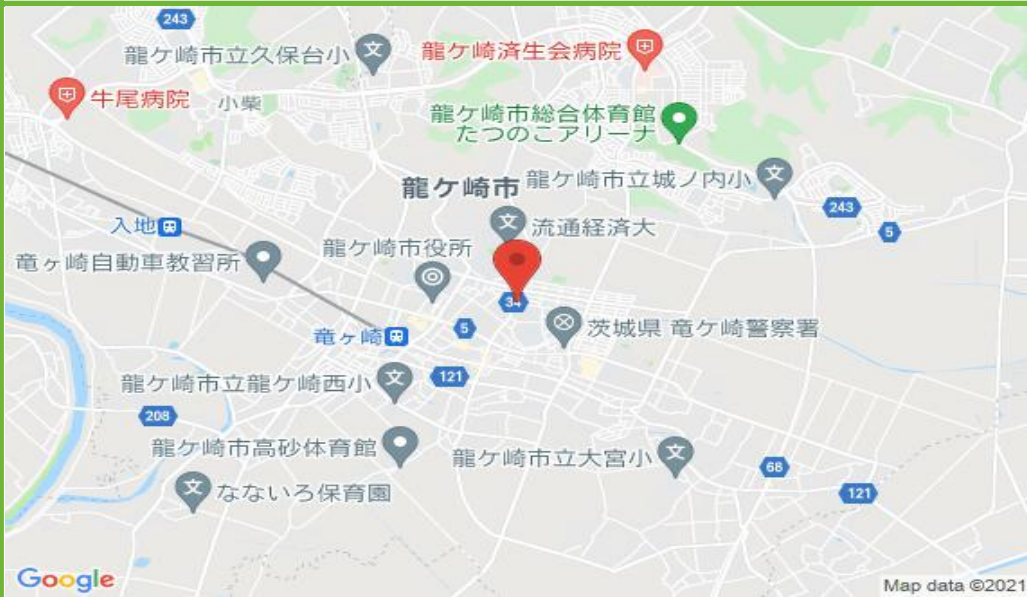 243
龍ケ崎市立久保台小
龍ケ崎済生会病院
牛尾病院
小柴
龍ケ崎市総合体育館
たつのこアリーナ
龍ケ崎市
龍ケ崎市立城ノ内小
243
5
入地
流通経済大
竜ヶ崎自動車教習所
龍ケ崎市役所
34
竜ヶ崎
5
茨城県 竜ケ崎警察署
龍ケ崎市立龍ケ崎西小
121
208
龍ケ崎市高砂体育館
龍ケ崎市立大宮小
68
なないろ保育園
121
Google
Map data ©2021